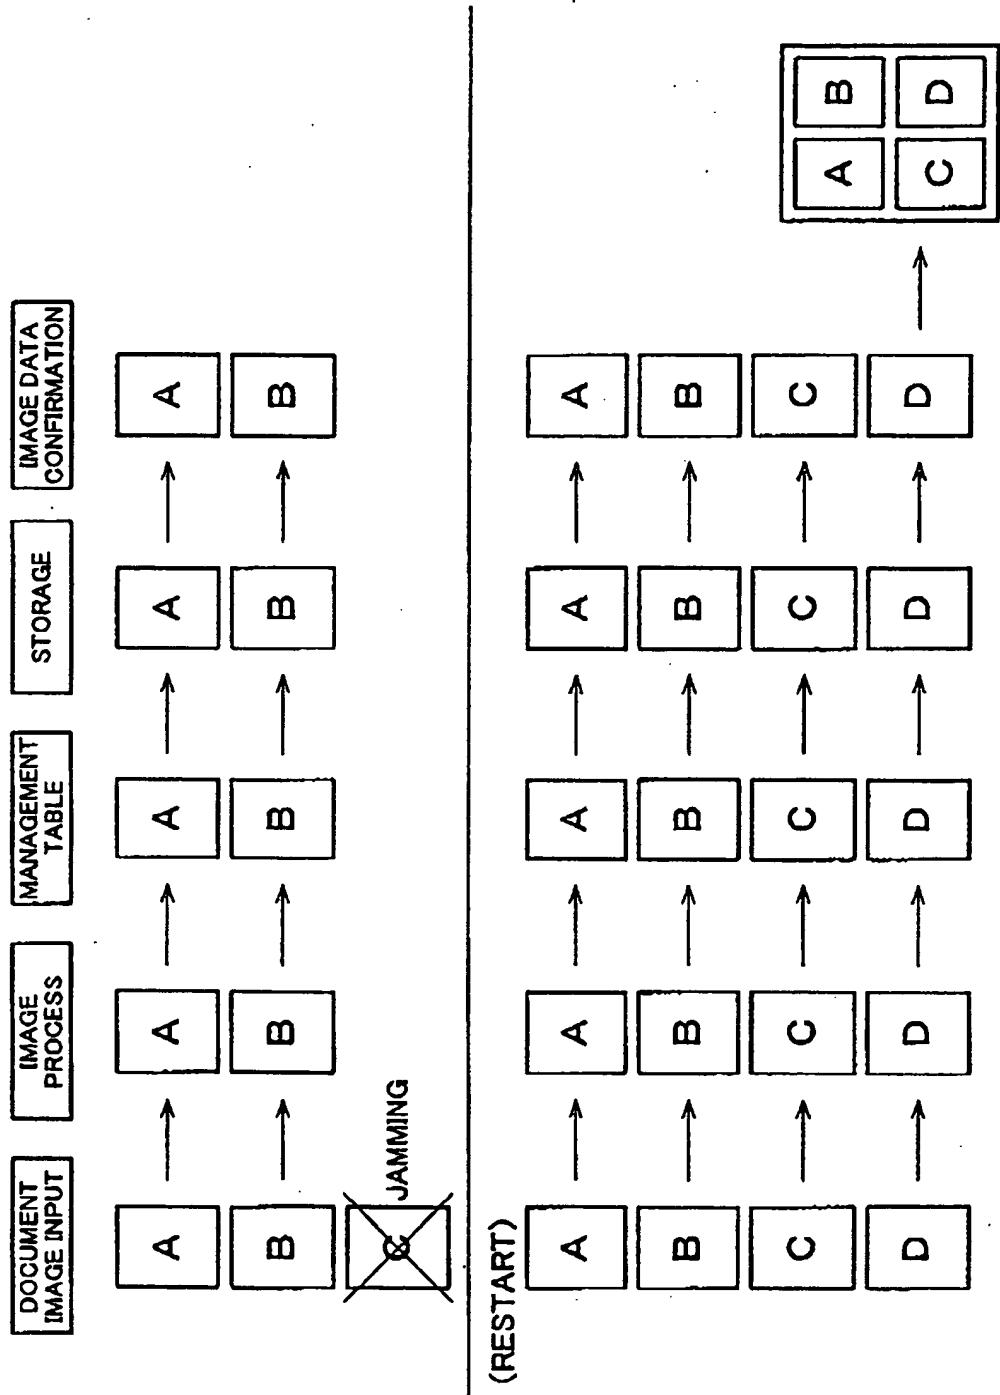 DOCUMENT
IMAGE INPUT
IMAGE
PROCESS
MANAGEMENT
TABLE
STORAGE
IMAGE DATA
CONFIRMATION
A A A A A
B B B B B
C
JAMMING
(RESTART)
A A A A A
B B B B B
C C C C C
D D D D D
A B
C D